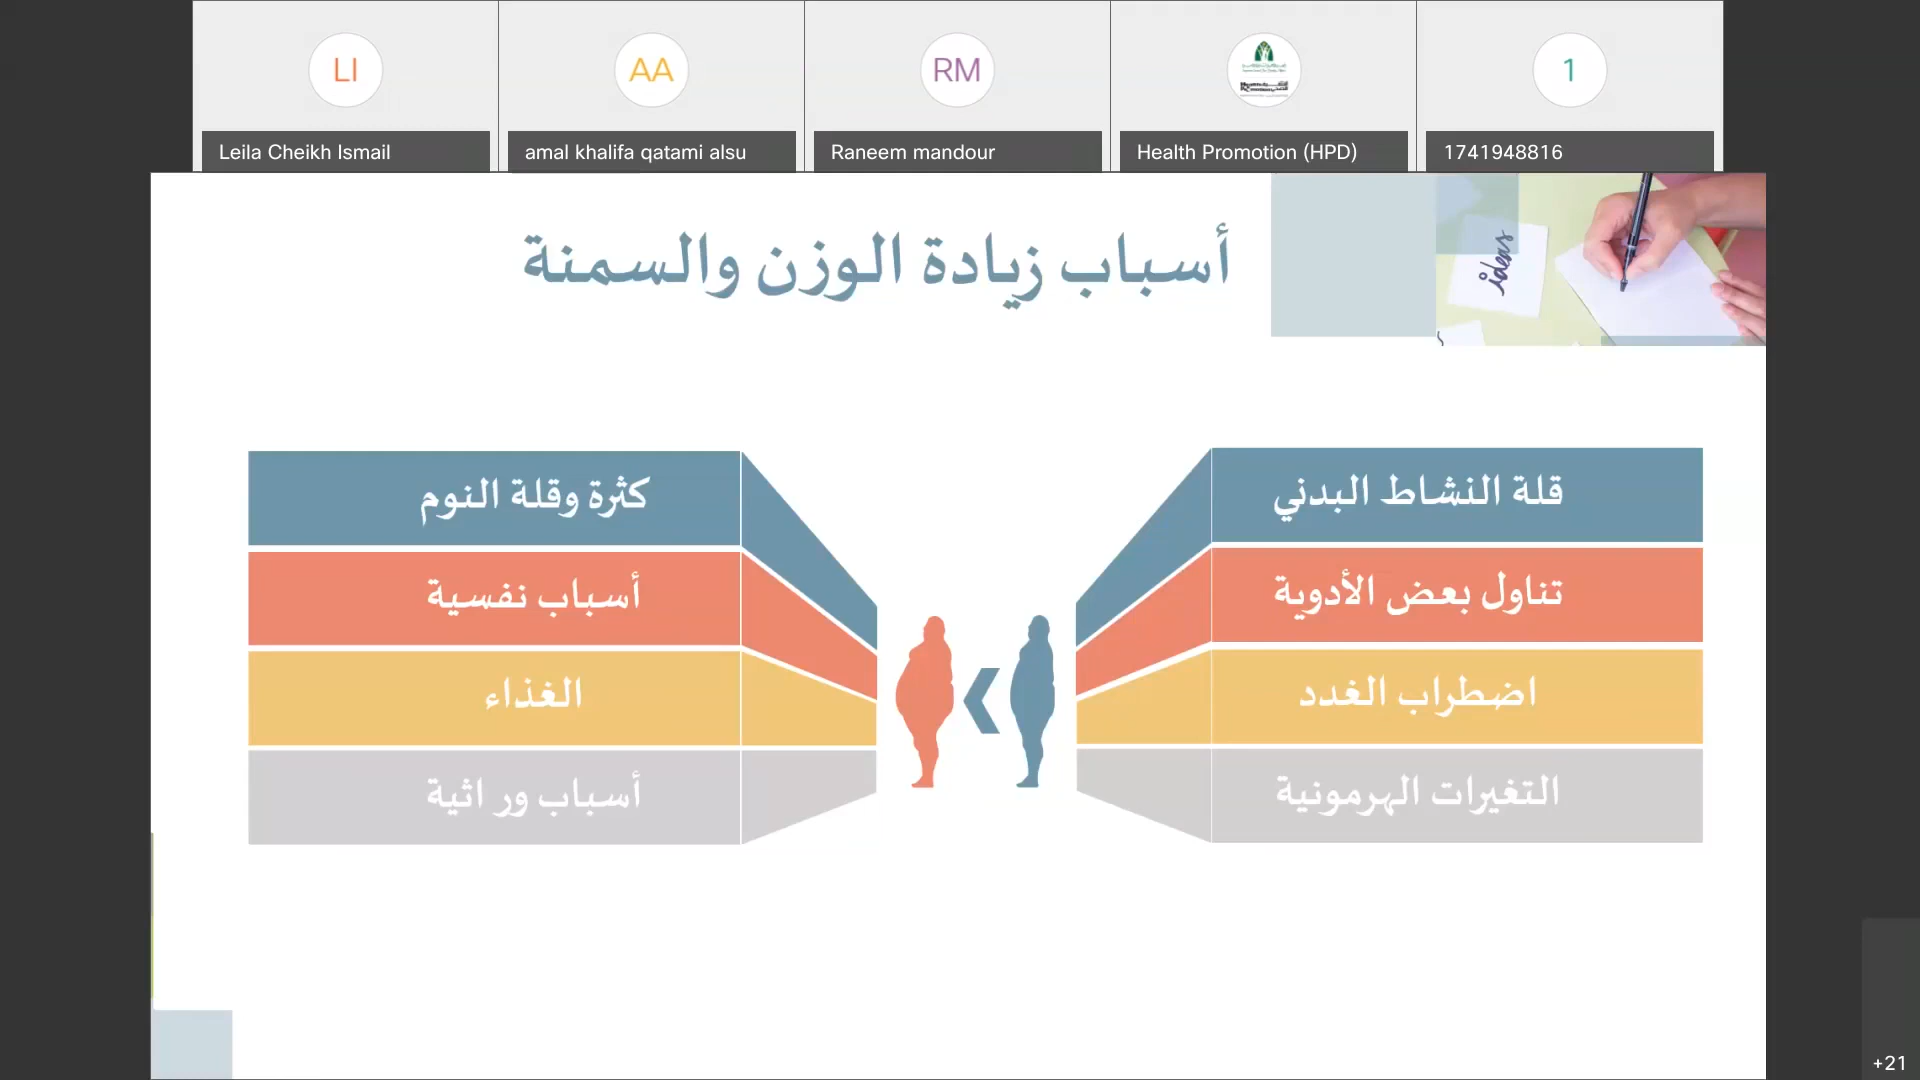 LI
AA
RM
1
Leila Cheikh Ismail
amal khalifa qatami alsu
Raneem mandour
Health Promotion (HPD)
1741948816
أسباب زيادة الوزن والسمنة
ideas
قلة النشاط البدني
تناول بعض الأدوية
اضطراب الغدد
التغيرات الهرمونية
كثرة وقلة النوم
أسباب نفسية
الغذاء
أسباب وراثية
+21